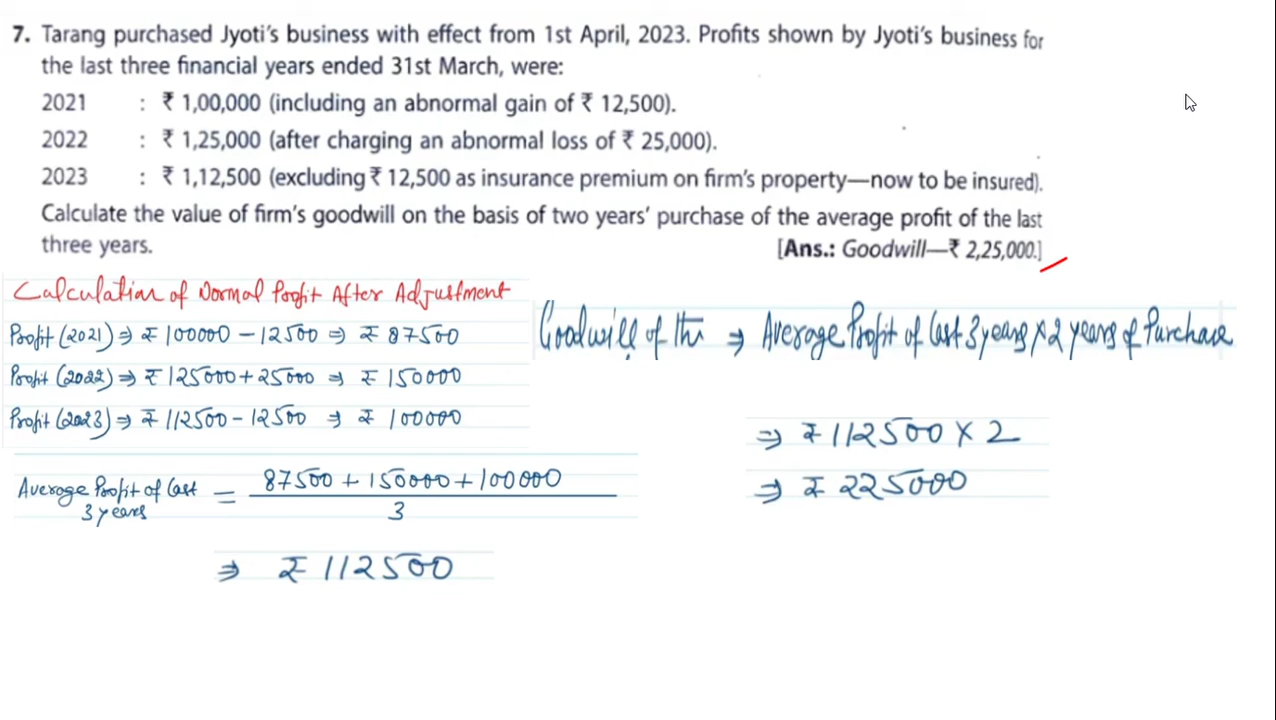 7. Tarang purchased Jyoti's business with effect from 1st April, 2023. Profits shown by Jyoti's business for
the last three financial years ended 31st March, were:
2021 : ₹ 1,00,000 (including an abnormal gain of ₹ 12,500).
2022 : ₹ 1,25,000 (after charging an abnormal loss of ₹ 25,000).
2023 : ₹ 1,12,500 (excluding ₹ 12,500 as insurance premium on firm's property—now to be insured).
Calculate the value of firm's goodwill on the basis of two years' purchase of the average profit of the last
three years. [Ans.: Goodwill—₹ 2,25,000.]
Calculation of Normal Profit After Adjustment
Profit (2021) ⇒ ₹ 100000 - 12500 ⇒ ₹ 87500
Profit (2022) ⇒ ₹ 125000 + 25000 ⇒ ₹ 150000
Profit (2023) ⇒ ₹ 112500 - 12500 ⇒ ₹ 100000
Average Profit of Last 3 years = 87500 + 150000 + 100000
3
⇒ ₹ 112500
Goodwill of the ⇒ Average Profit of Last 3 years × 2 years of Purchase
⇒ ₹ 112500 × 2
⇒ ₹ 225000